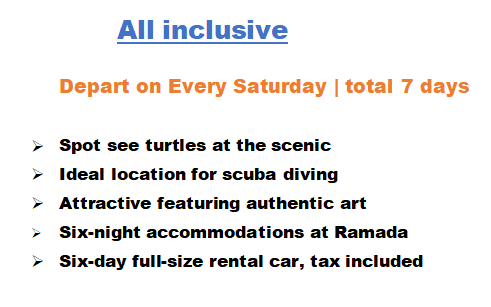 All inclusive
Depart on Every Saturday | total 7 days
➢ Spot see turtles at the scenic
➢ Ideal location for scuba diving
➢ Attractive featuring authentic art
➢ Six-night accommodations at Ramada
➢ Six-day full-size rental car, tax included